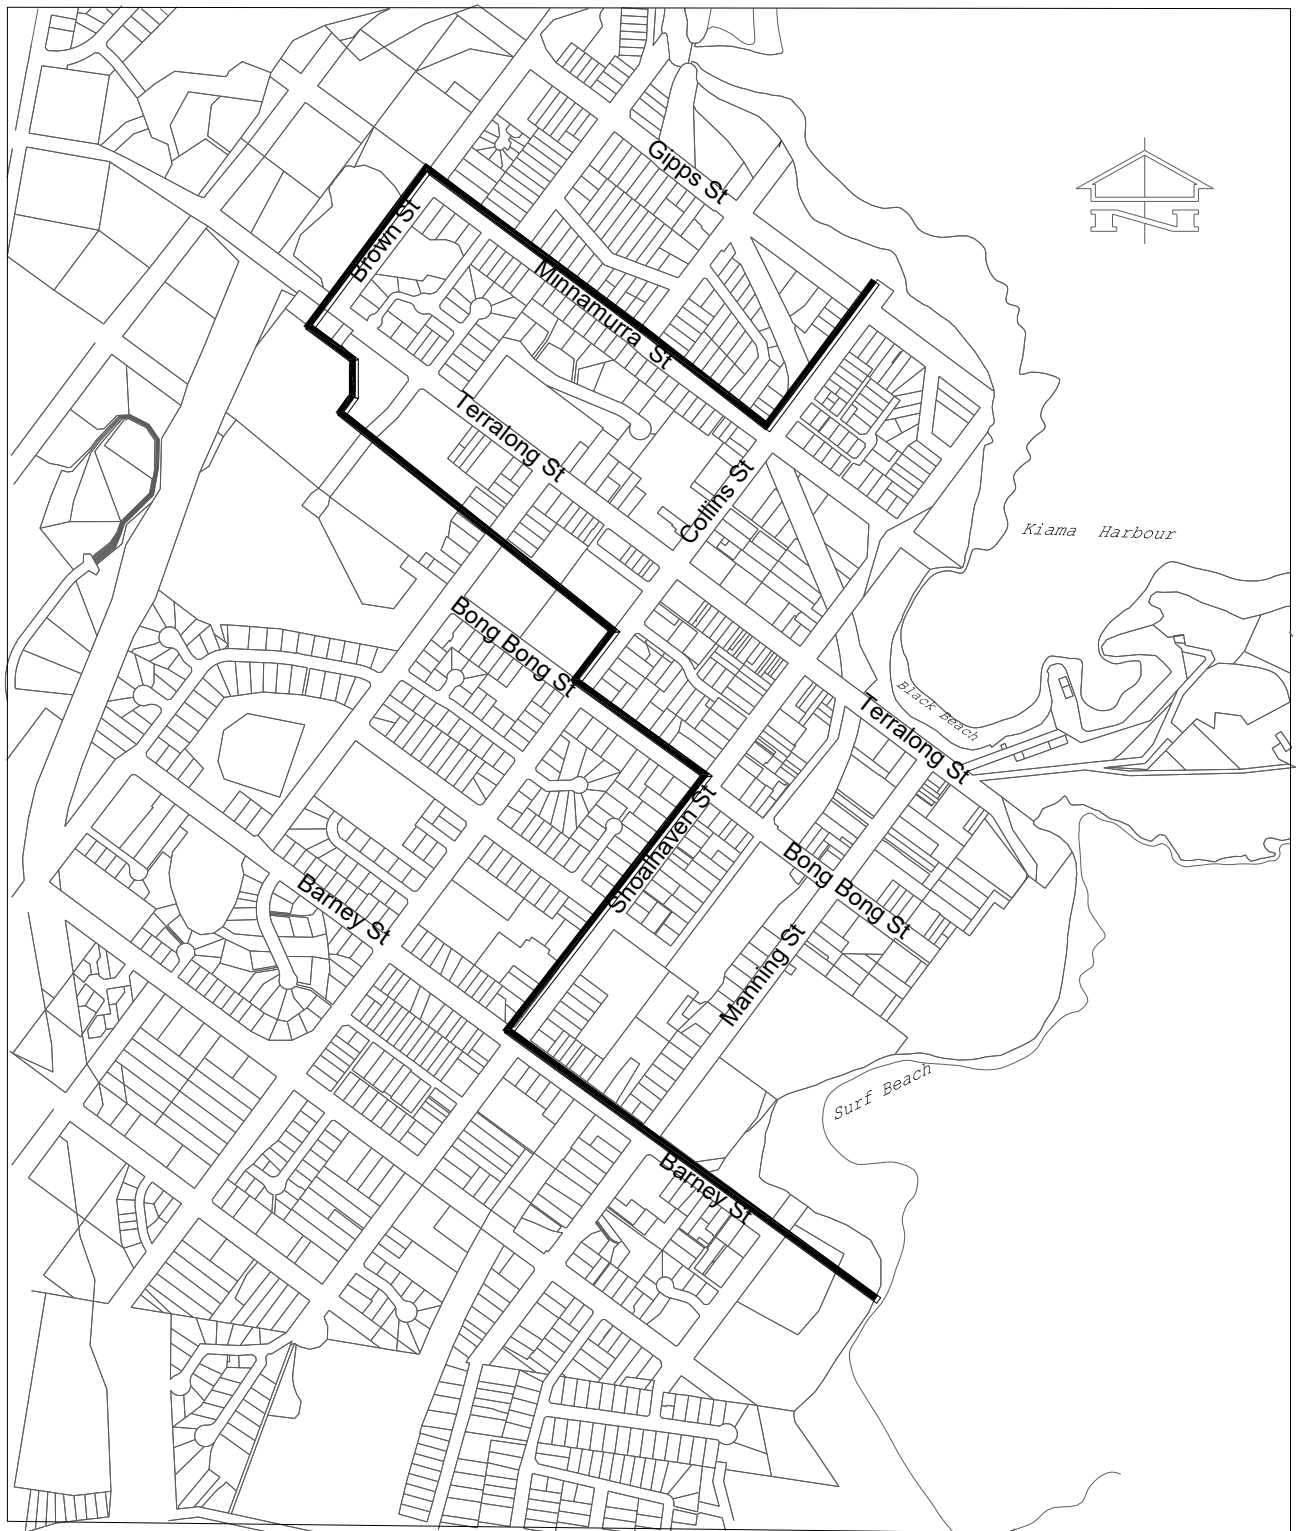 Gipps St
Brown St
Minnamurra St
Terralong St
Collins St
Kiama Harbour
Bong Bong St
Black Beach
Terralong St
Shoalhaven St
Bong Bong St
Barney St
Manning St
Surf Beach
Barney St
N